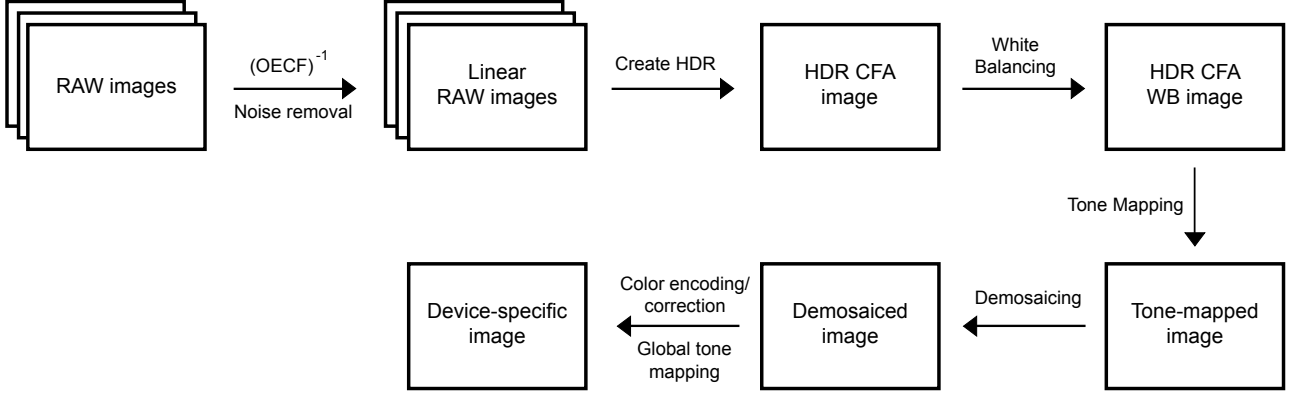 RAW images
(OECF)⁻¹
Noise removal
Linear
RAW images
Create HDR
HDR CFA
image
White
Balancing
HDR CFA
WB image
Tone Mapping
Tone-mapped
image
Demosaicing
Demosaiced
image
Color encoding/
correction
Global tone
mapping
Device-specific
image